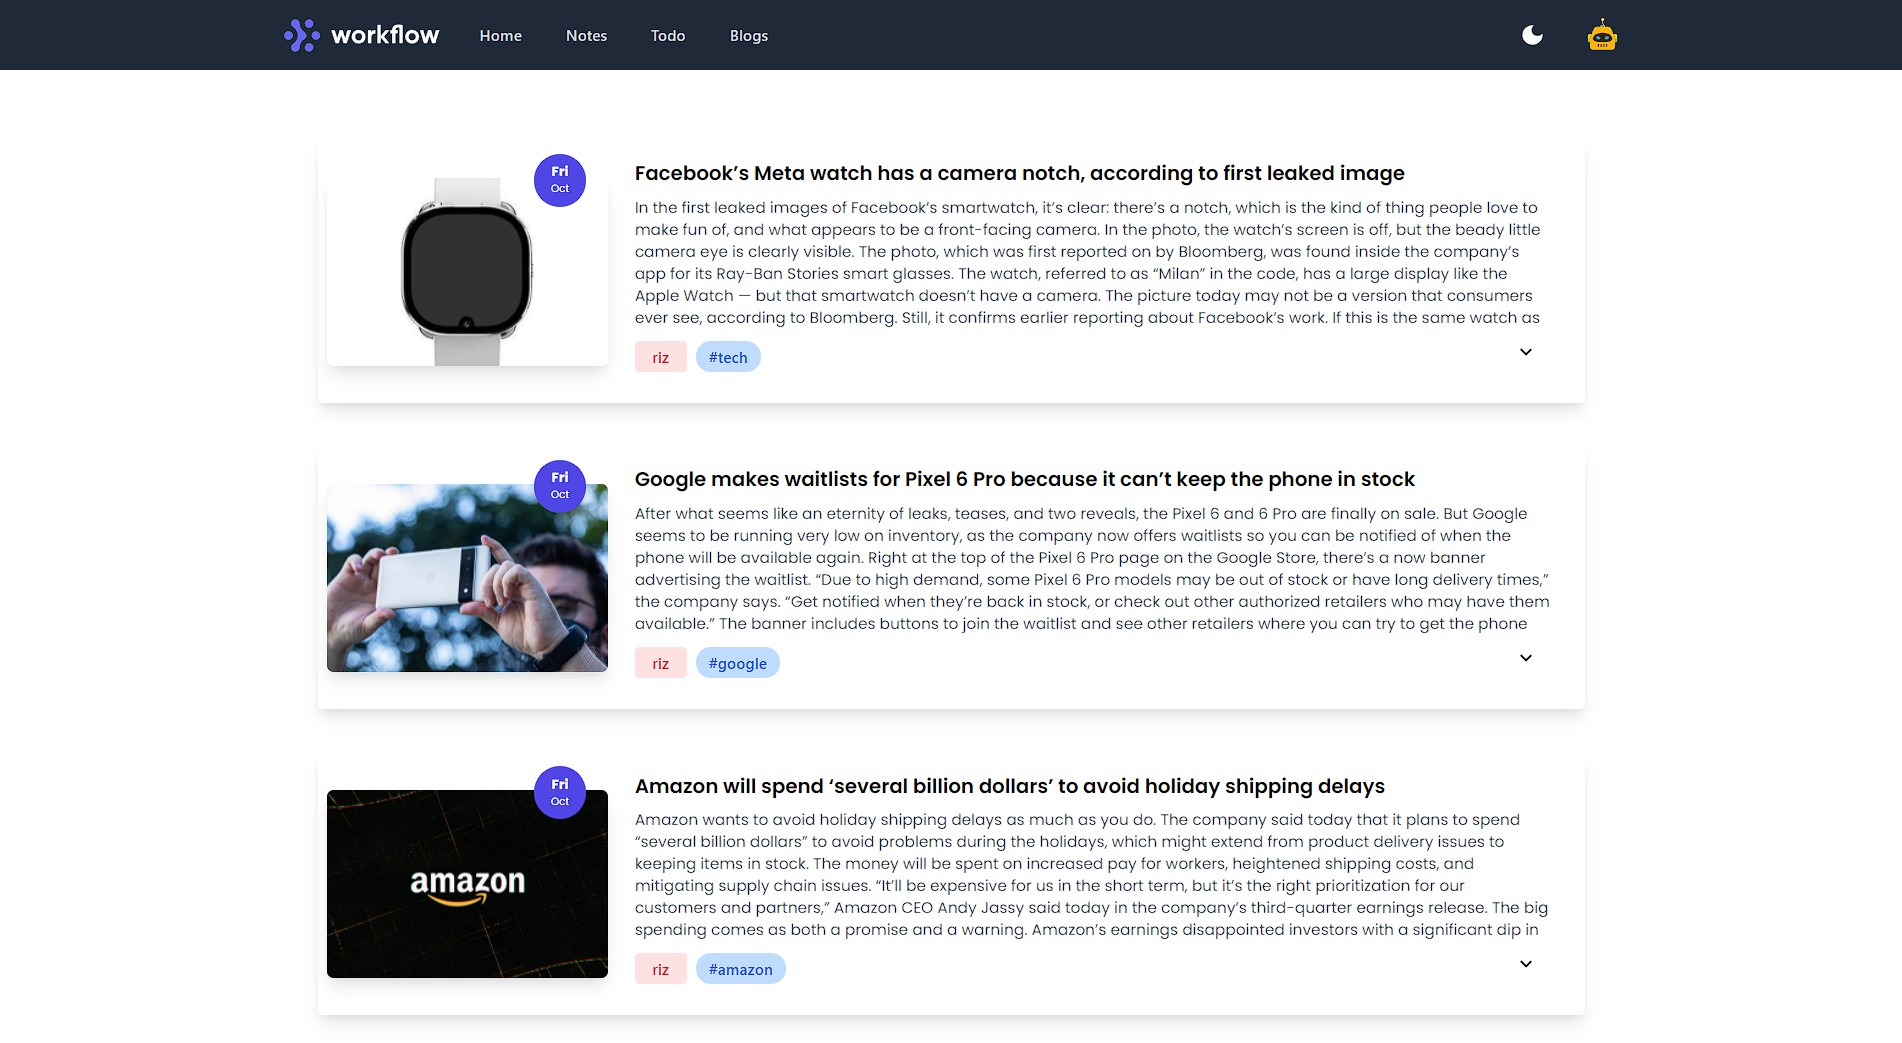 workflow
Home
Notes
Todo
Blogs
Fri
Oct
Facebook’s Meta watch has a camera notch, according to first leaked image
In the first leaked images of Facebook’s smartwatch, it’s clear: there’s a notch, which is the kind of thing people love to
make fun of, and what appears to be a front-facing camera. In the photo, the watch’s screen is off, but the beady little
camera eye is clearly visible. The photo, which was first reported on by Bloomberg, was found inside the company’s
app for its Ray-Ban Stories smart glasses. The watch, referred to as “Milan” in the code, has a large display like the
Apple Watch — but that smartwatch doesn’t have a camera. The picture today may not be a version that consumers
ever see, according to Bloomberg. Still, it confirms earlier reporting about Facebook’s work. If this is the same watch as
riz
#tech
Fri
Oct
Google makes waitlists for Pixel 6 Pro because it can’t keep the phone in stock
After what seems like an eternity of leaks, teases, and two reveals, the Pixel 6 and 6 Pro are finally on sale. But Google
seems to be running very low on inventory, as the company now offers waitlists so you can be notified of when the
phone will be available again. Right at the top of the Pixel 6 Pro page on the Google Store, there’s a now banner
advertising the waitlist. “Due to high demand, some Pixel 6 Pro models may be out of stock or have long delivery times,”
the company says. “Get notified when they’re back in stock, or check out other authorized retailers who may have them
available.” The banner includes buttons to join the waitlist and see other retailers where you can try to get the phone
riz
#google
Fri
Oct
amazon
Amazon will spend ‘several billion dollars’ to avoid holiday shipping delays
Amazon wants to avoid holiday shipping delays as much as you do. The company said today that it plans to spend
“several billion dollars” to avoid problems during the holidays, which might extend from product delivery issues to
keeping items in stock. The money will be spent on increased pay for workers, heightened shipping costs, and
mitigating supply chain issues. “It’ll be expensive for us in the short term, but it’s the right prioritization for our
customers and partners,” Amazon CEO Andy Jassy said today in the company’s third-quarter earnings release. The big
spending comes as both a promise and a warning. Amazon’s earnings disappointed investors with a significant dip in
riz
#amazon